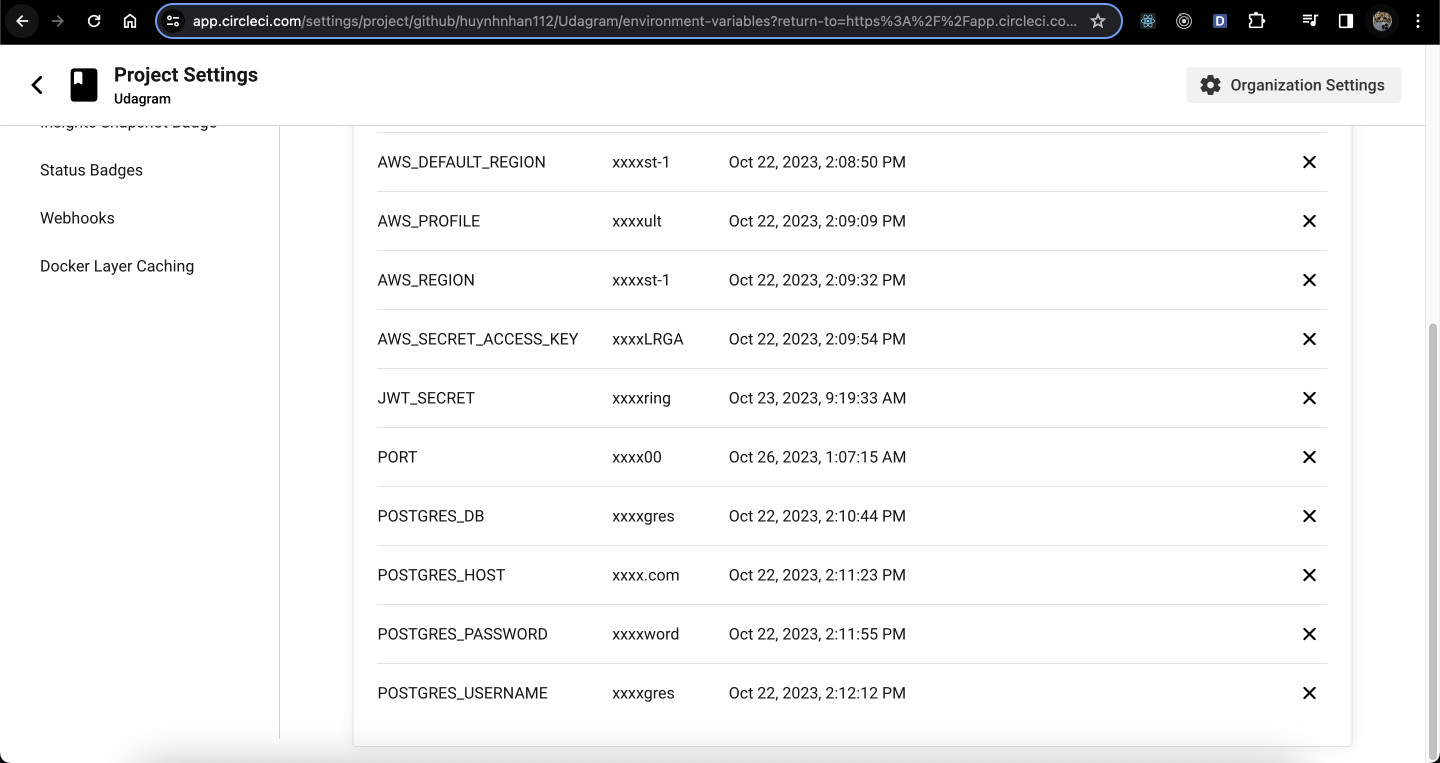 app.circleci.com/settings/project/github/huynhnhan112/Udagram/environment-variables?return-to=https%3A%2F%2Fapp.circleci.co...
D
Project Settings
Udagram
Organization Settings
Insights Snapshot Badge
Status Badges
Webhooks
Docker Layer Caching
AWS_DEFAULT_REGION xxxxst-1 Oct 22, 2023, 2:08:50 PM
AWS_PROFILE xxxxult Oct 22, 2023, 2:09:09 PM
AWS_REGION xxxxst-1 Oct 22, 2023, 2:09:32 PM
AWS_SECRET_ACCESS_KEY xxxxLRGA Oct 22, 2023, 2:09:54 PM
JWT_SECRET xxxxring Oct 23, 2023, 9:19:33 AM
PORT xxxx00 Oct 26, 2023, 1:07:15 AM
POSTGRES_DB xxxxgres Oct 22, 2023, 2:10:44 PM
POSTGRES_HOST xxxx.com Oct 22, 2023, 2:11:23 PM
POSTGRES_PASSWORD xxxxword Oct 22, 2023, 2:11:55 PM
POSTGRES_USERNAME xxxxgres Oct 22, 2023, 2:12:12 PM